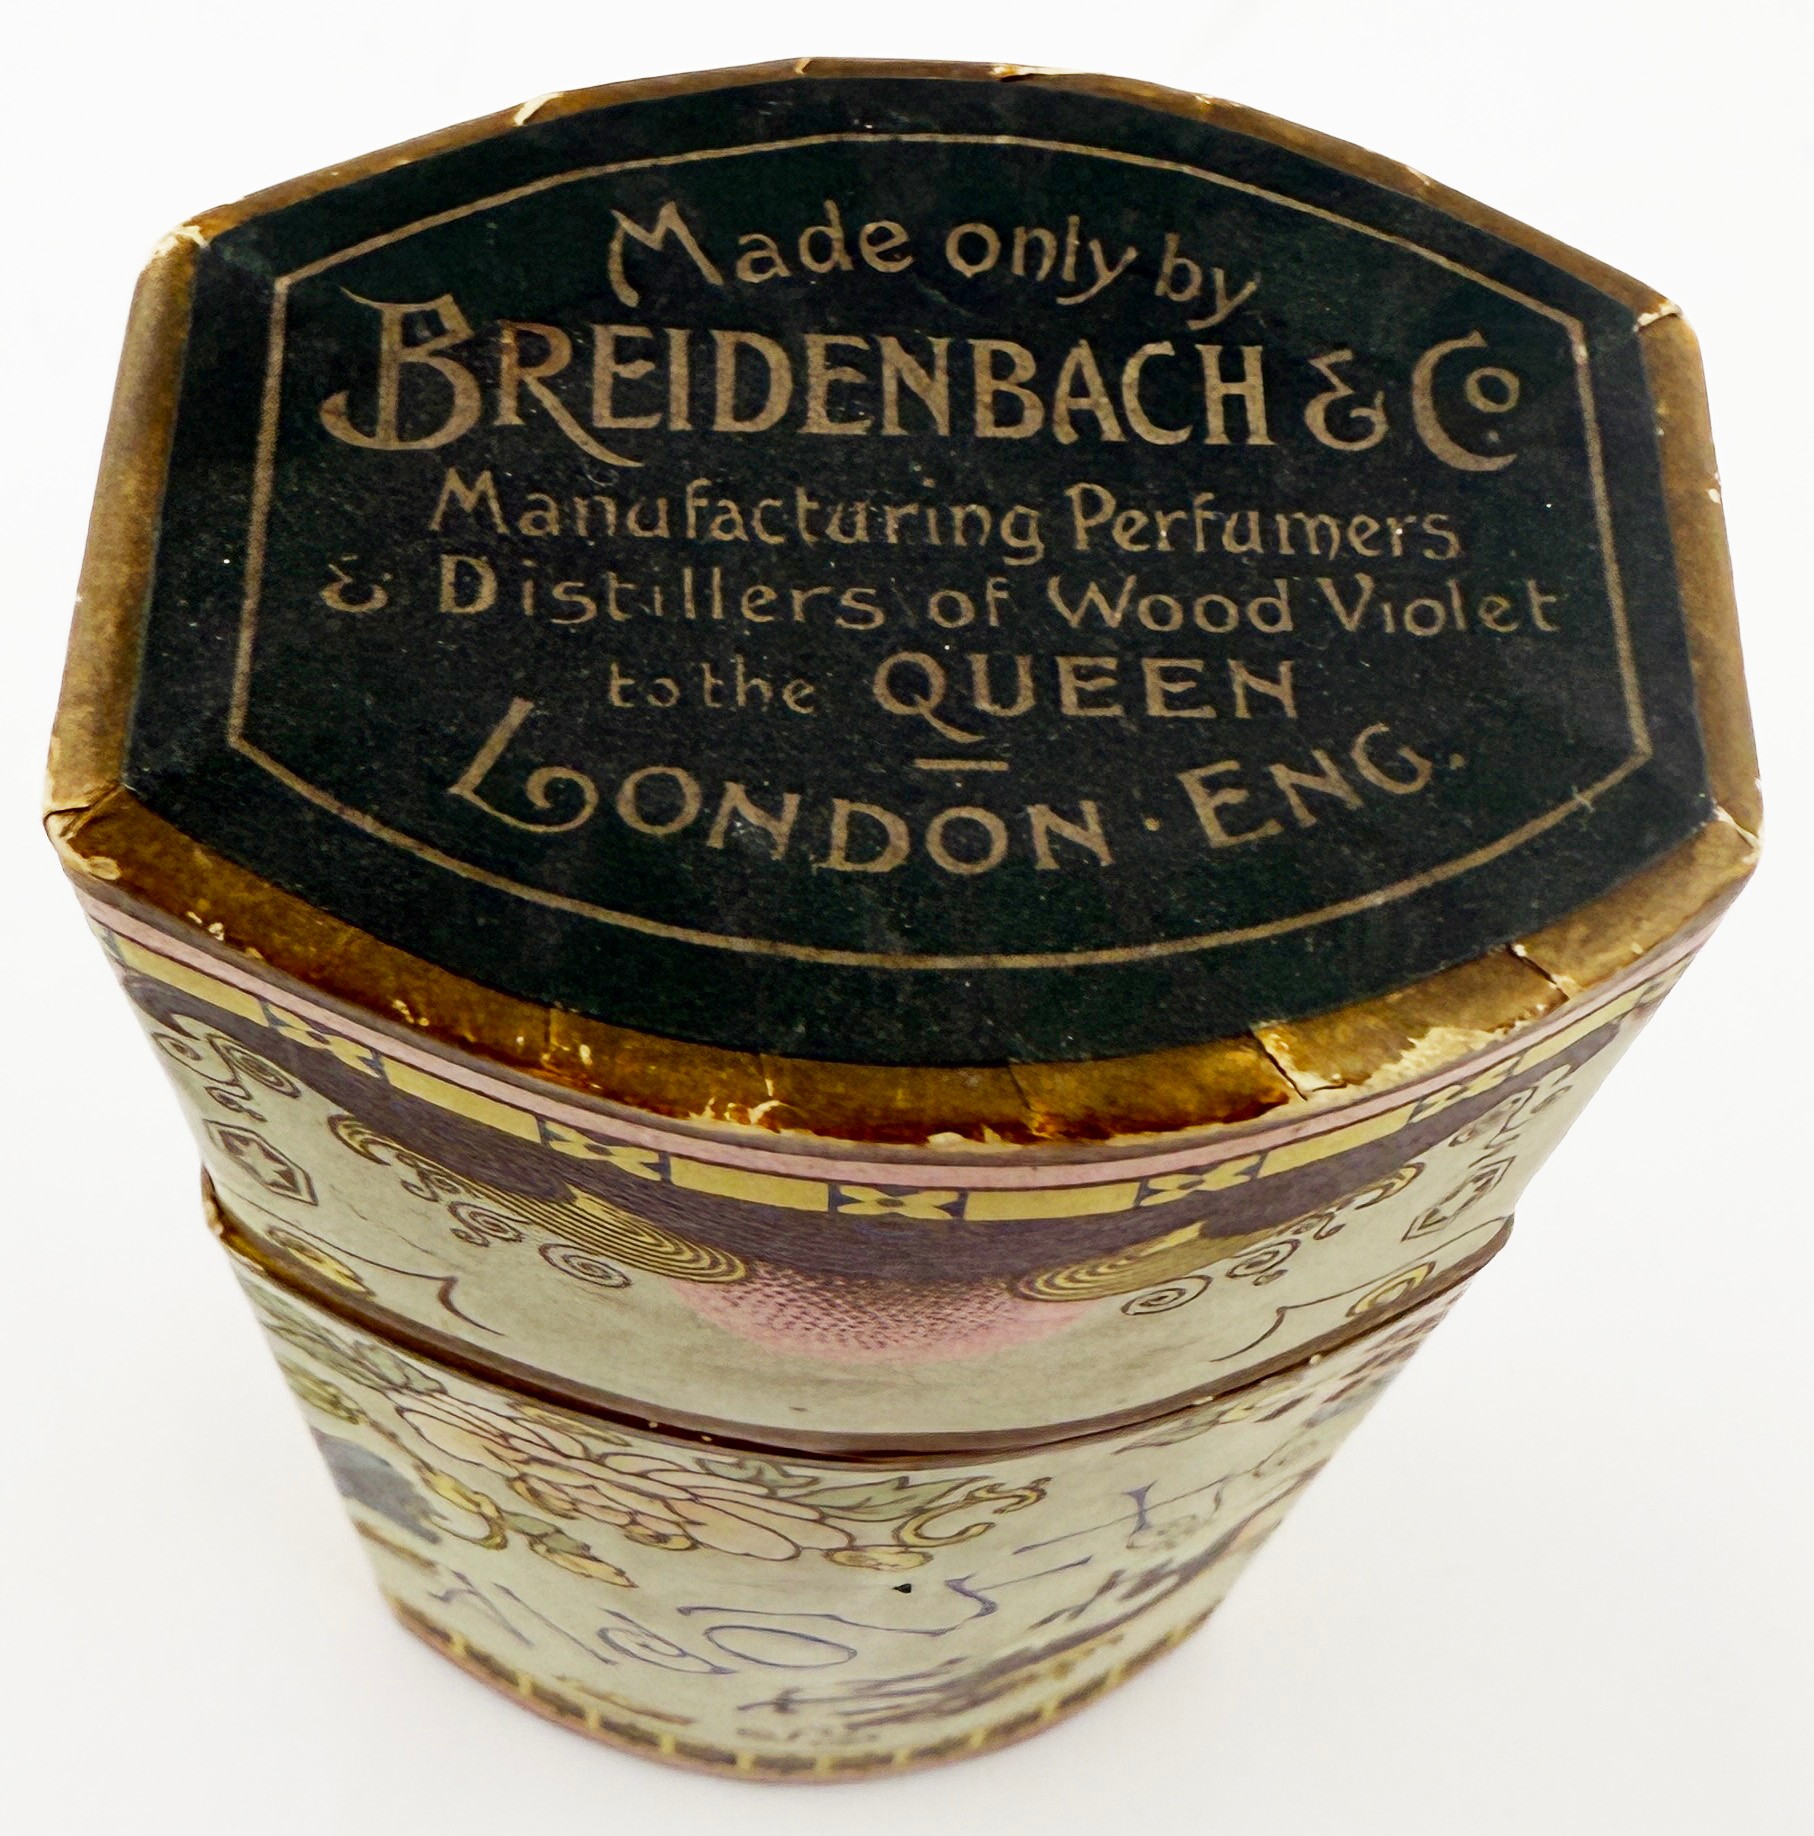 Made only by
BREIDENBACH & Co
Manufacturing Perfumers
& Distillers of Wood Violet
to the QUEEN
LONDON · ENG.